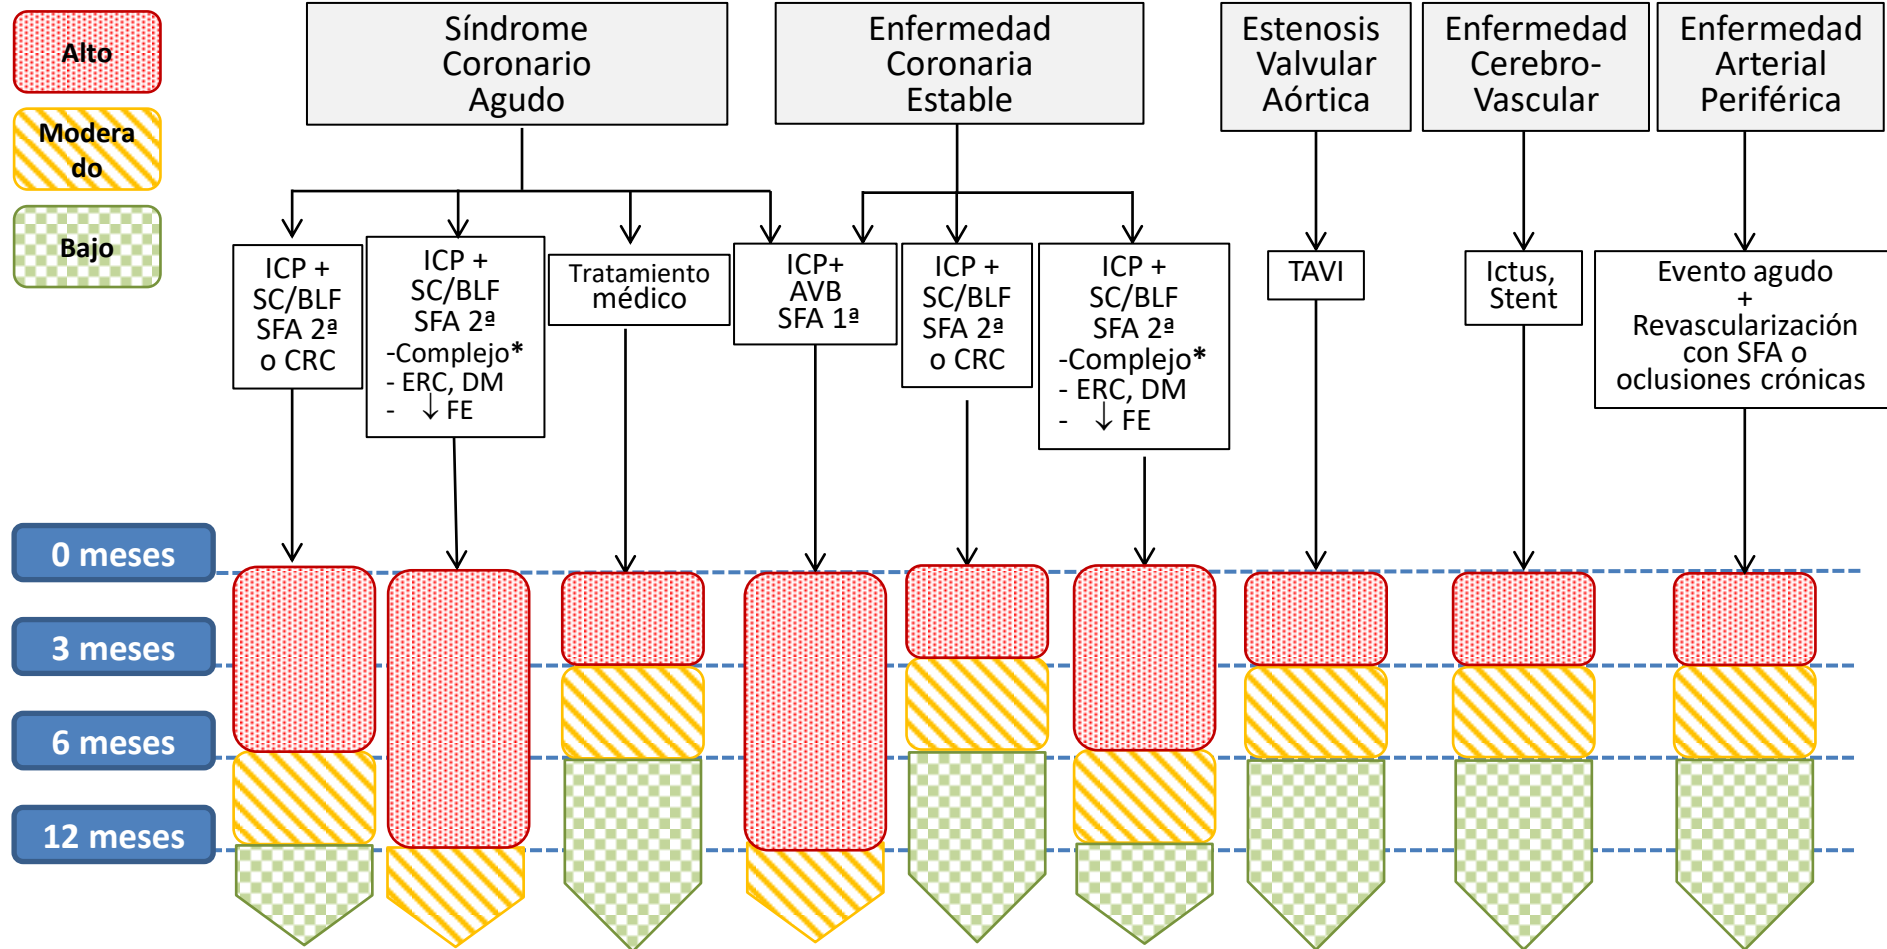 Alto
Modera
do
Bajo
Síndrome
Coronario
Agudo
Enfermedad
Coronaria
Estable
Estenosis
Valvular
Aórtica
Enfermedad
Cerebro-
Vascular
Enfermedad
Arterial
Periférica
ICP +
SC/BLF
SFA 2ª
o CRC
ICP +
SC/BLF
SFA 2ª
-Complejo*
- ERC, DM
- ↓ FE
Tratamiento
médico
ICP+
AVB
SFA 1ª
ICP +
SC/BLF
SFA 2ª
o CRC
ICP +
SC/BLF
SFA 2ª
-Complejo*
- ERC, DM
- ↓ FE
TAVI
Ictus,
Stent
Evento agudo
+
Revascularización
con SFA o
oclusiones crónicas
0 meses
3 meses
6 meses
12 meses